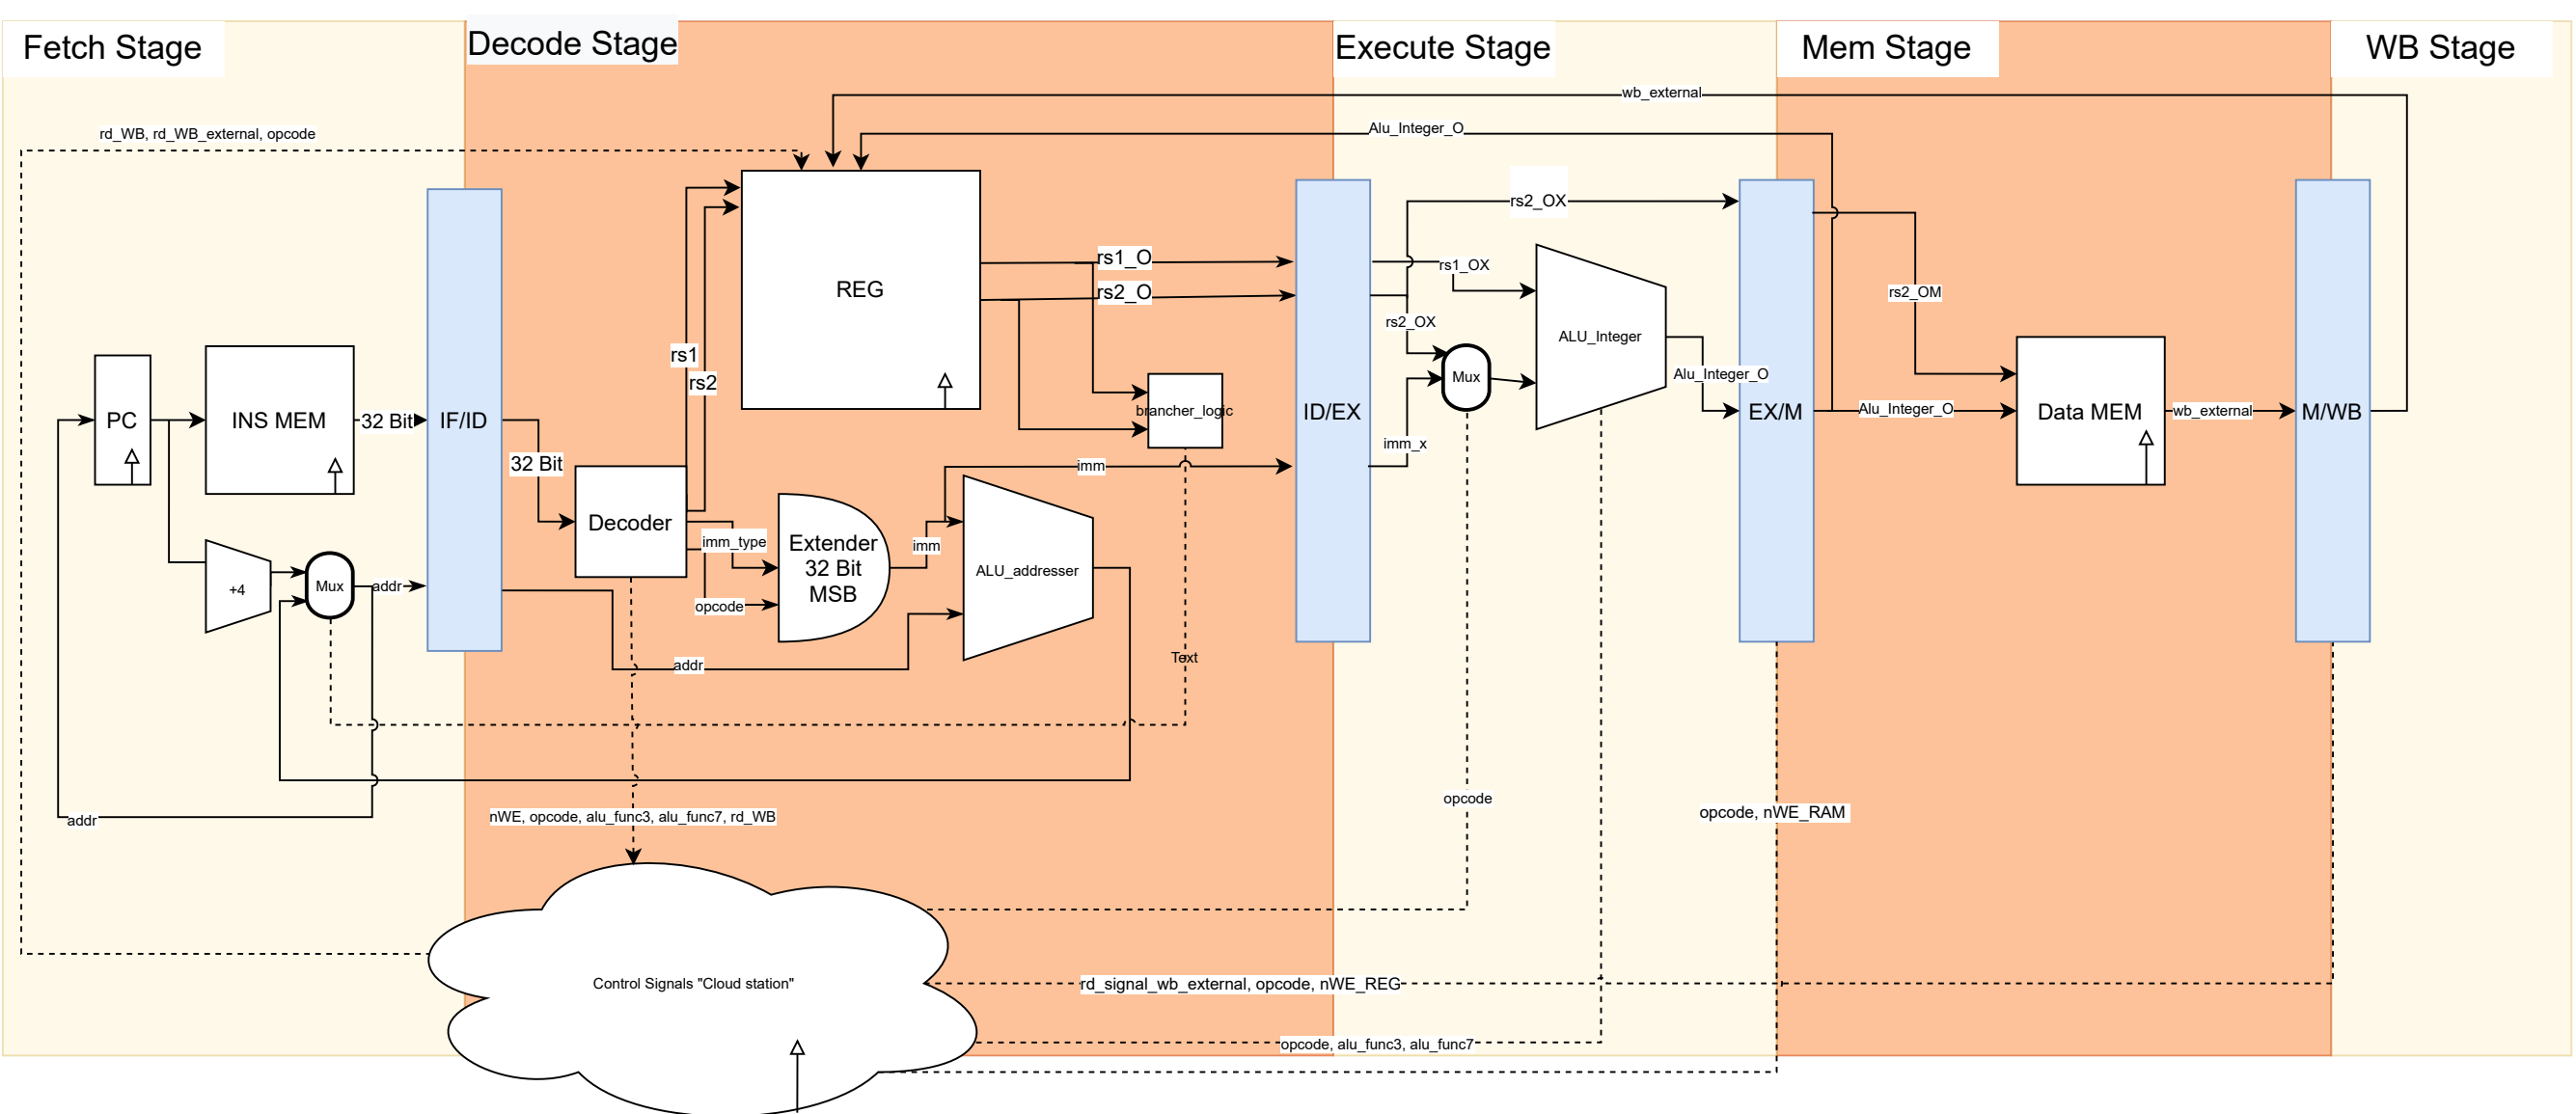 Fetch Stage
Decode Stage
Execute Stage
Mem Stage
WB Stage
wb_external
Alu_Integer_O
rd_WB, rd_WB_external, opcode
rs2_OX
REG
rs1_O
rs2_O
rs1_OX
rs2_OX
rs2_OM
ALU_Integer
rs1
rs2
Mux
Alu_Integer_O
PC
INS MEM
32 Bit
IF/ID
brancher_logic
ID/EX
EX/M
Alu_Integer_O
Data MEM
wb_external
M/WB
imm_x
32 Bit
imm
Decoder
imm_type
Extender
32 Bit
MSB
imm
ALU_addresser
+4
Mux
addr
opcode
addr
Text
opcode
nWE, opcode, alu_func3, alu_func7, rd_WB
opcode, nWE_RAM
addr
Control Signals "Cloud station"
rd_signal_wb_external, opcode, nWE_REG
opcode, alu_func3, alu_func7